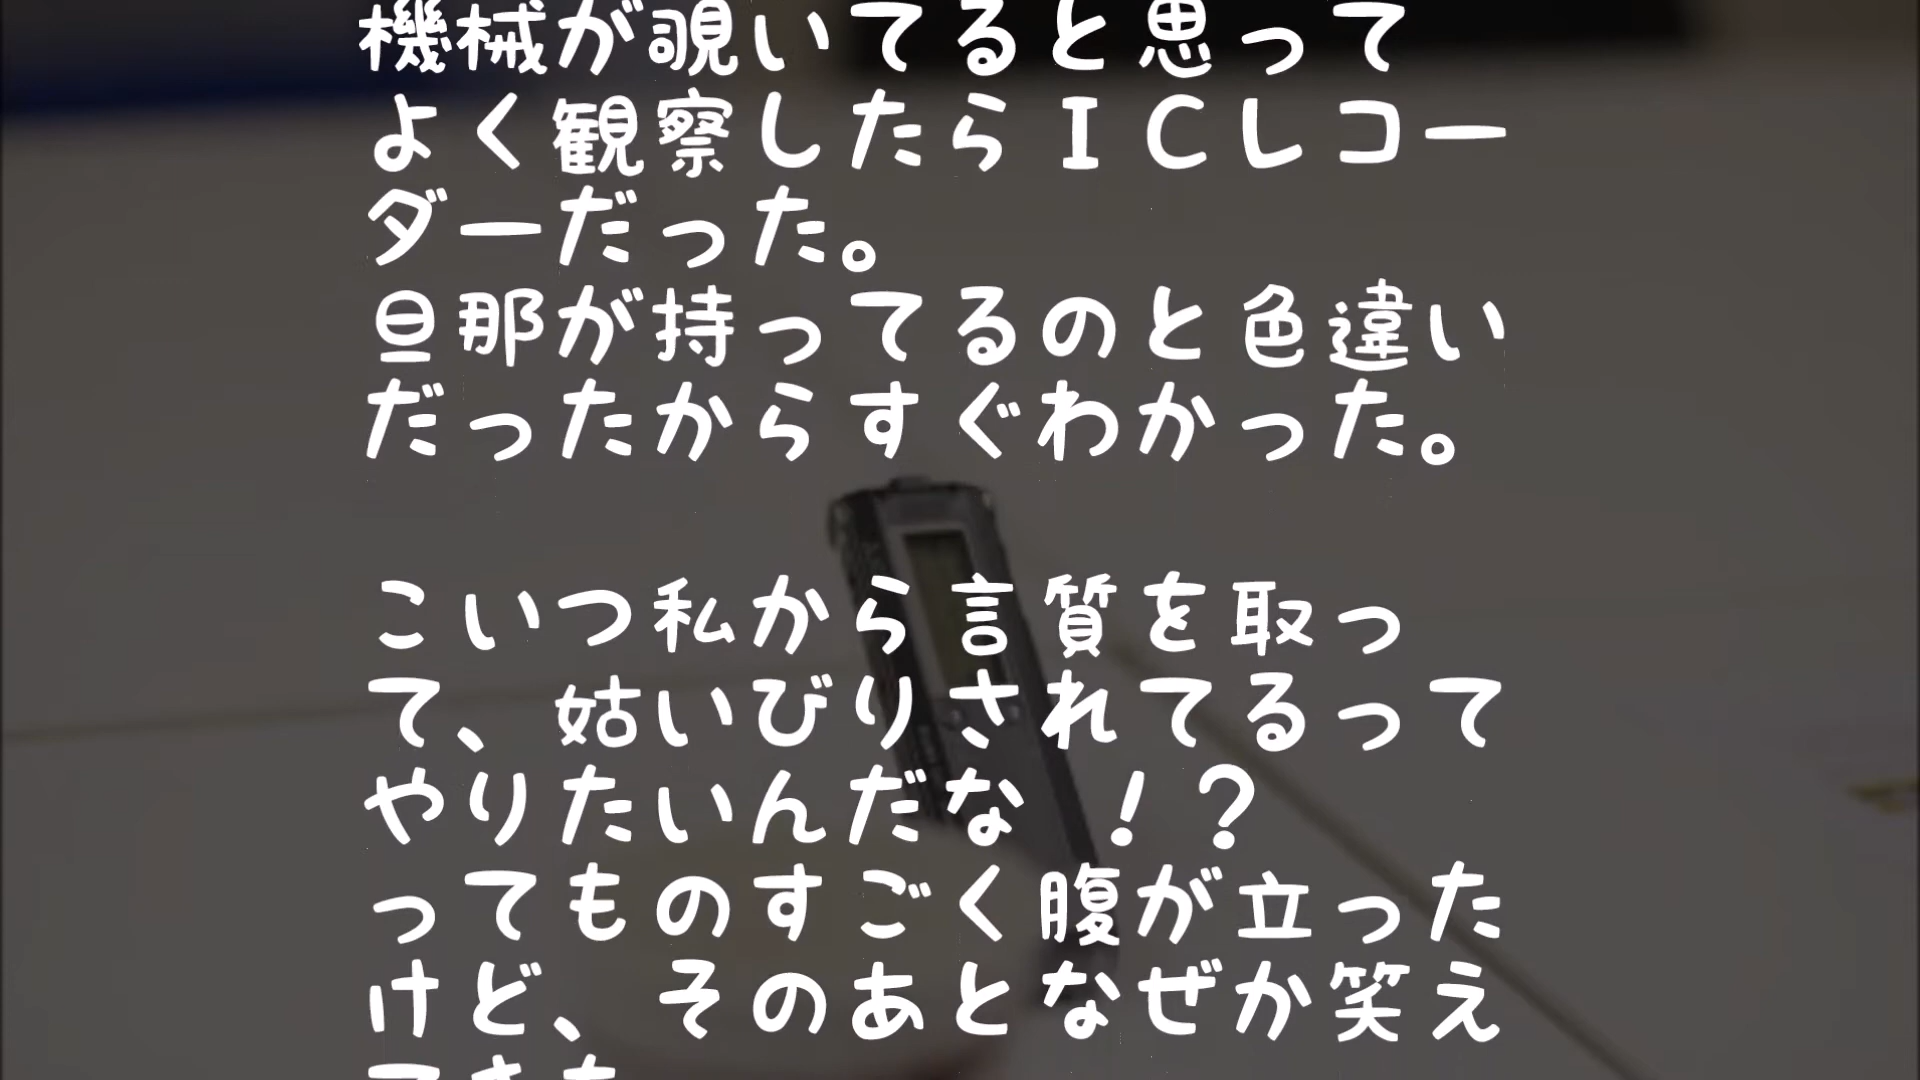 機械が覗いてると思って
よく観察したらＩＣレコー
ダーだった。
旦那が持ってるのと色違い
だったからすぐわかった。
こいつ私から言質を取っ
て、姑いびりされてるって
やりたいんだな！？
ってものすごく腹が立った
けど、そのあとなぜか笑え
てきた